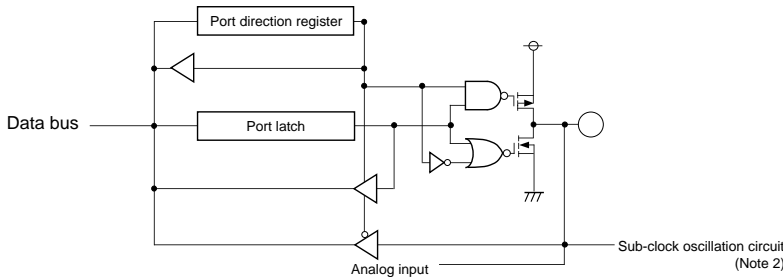 Port direction register
Data bus
Port latch
Sub-clock oscillation circuit
(Note 2)
Analog input